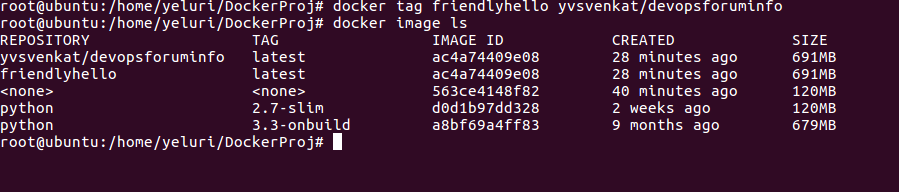 root@ubuntu:/home/yeluri/DockerProj# docker tag friendlyhello yvsvenkat/devopsforuminfo
root@ubuntu:/home/yeluri/DockerProj# docker image ls
REPOSITORY TAG IMAGE ID CREATED SIZE
yvsvenkat/devopsforuminfo latest ac4a74409e08 28 minutes ago 691MB
friendlyhello latest ac4a74409e08 28 minutes ago 691MB
<none> <none> 563ce4148f82 40 minutes ago 120MB
python 2.7-slim d0d1b97dd328 2 weeks ago 120MB
python 3.3-onbuild a8bf69a4ff83 9 months ago 679MB
root@ubuntu:/home/yeluri/DockerProj#